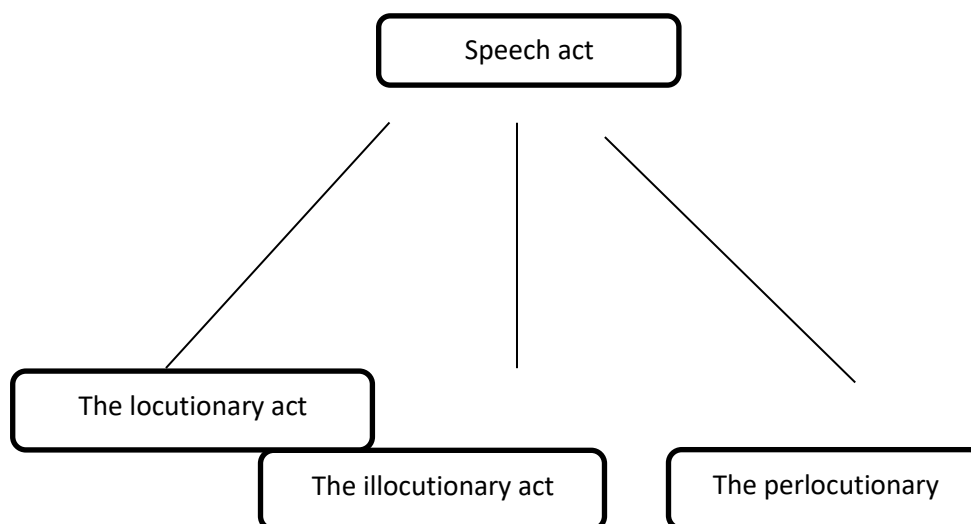 Speech act
The locutionary act
The illocutionary act
The perlocutionary